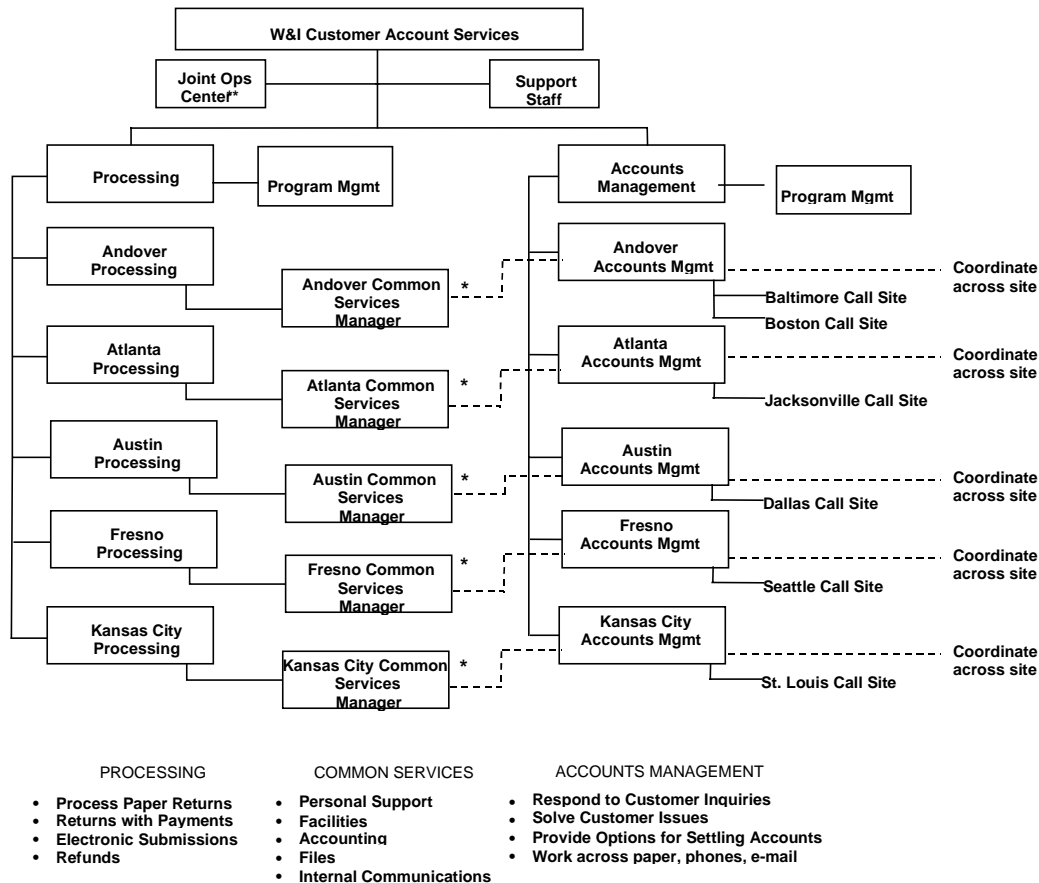 W&I Customer Account Services
Joint Ops
Center**
Support
Staff
Processing
Program Mgmt
Accounts
Management
Program Mgmt
Andover
Processing
Andover Common
Services
Manager
*
Andover
Accounts Mgmt
Coordinate
across site
Baltimore Call Site
Boston Call Site
Atlanta
Processing
Atlanta Common
Services
Manager
*
Atlanta
Accounts Mgmt
Coordinate
across site
Jacksonville Call Site
Austin
Processing
Austin Common
Services
Manager
*
Austin
Accounts Mgmt
Coordinate
across site
Dallas Call Site
Fresno
Processing
Fresno Common
Services
Manager
*
Fresno
Accounts Mgmt
Coordinate
across site
Seattle Call Site
Kansas City
Processing
Kansas City Common
Services
Manager
*
Kansas City
Accounts Mgmt
Coordinate
across site
St. Louis Call Site
PROCESSING
• Process Paper Returns
• Returns with Payments
• Electronic Submissions
• Refunds
COMMON SERVICES
• Personal Support
• Facilities
• Accounting
• Files
• Internal Communications
ACCOUNTS MANAGEMENT
• Respond to Customer Inquiries
• Solve Customer Issues
• Provide Options for Settling Accounts
• Work across paper, phones, e-mail